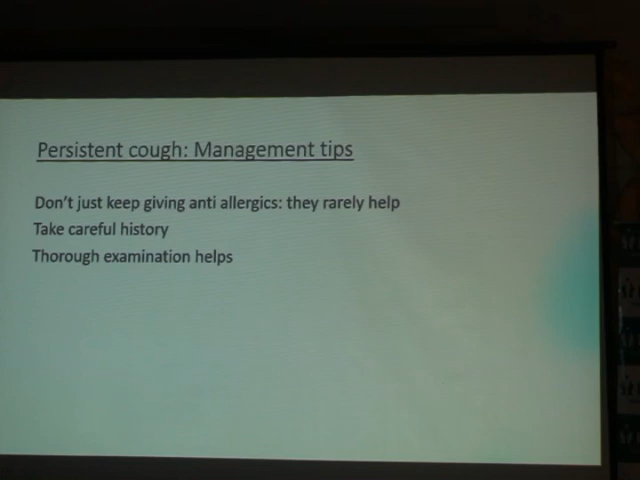 Persistent cough: Management tips
Don't just keep giving anti allergics: they rarely help
Take careful history
Thorough examination helps